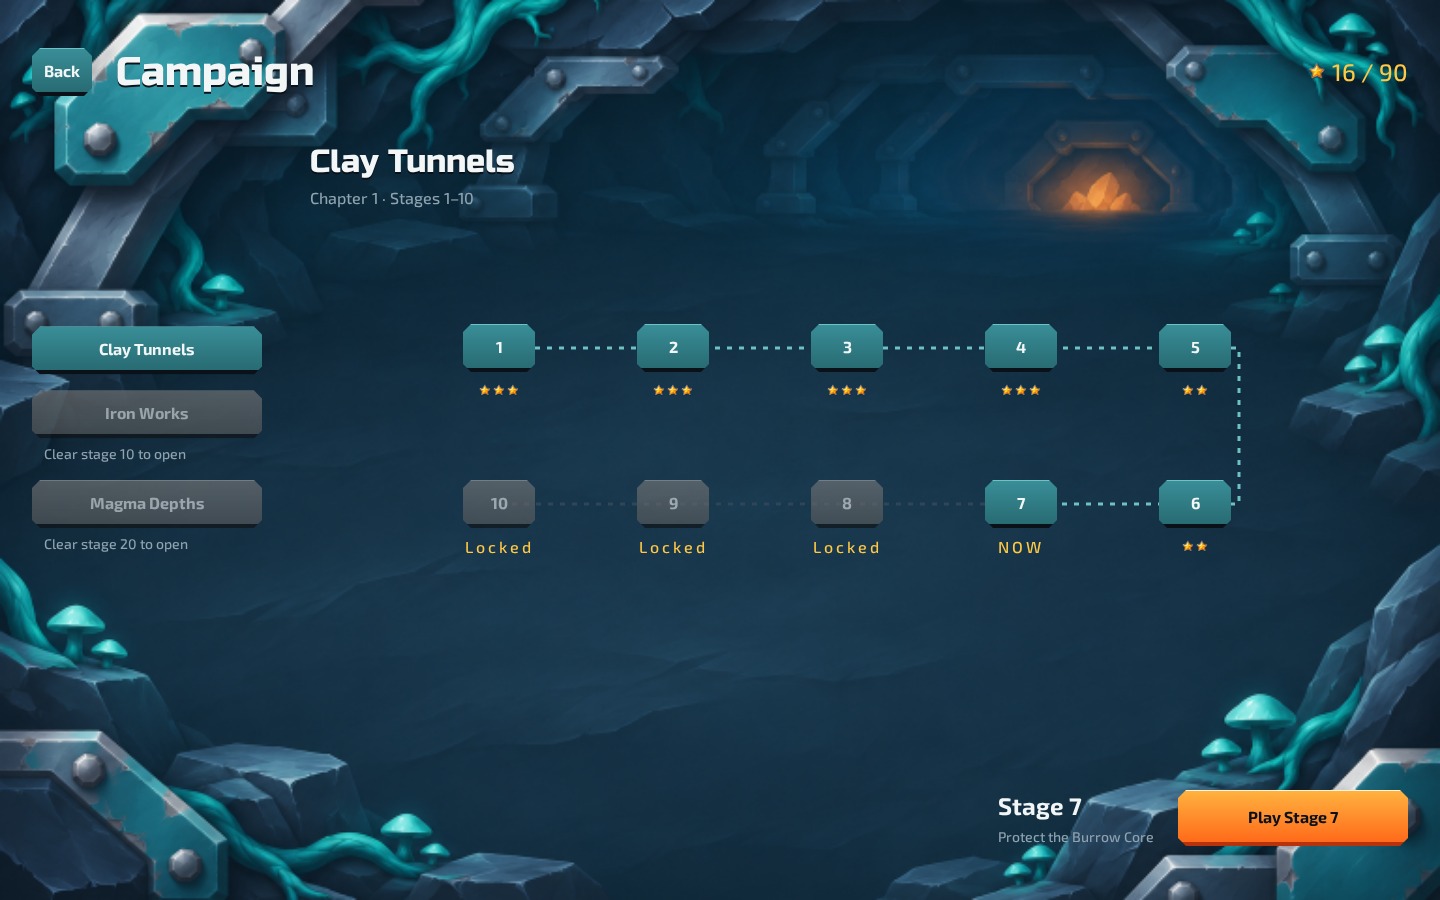 Back
Campaign
16 / 90
Clay Tunnels
Chapter 1 · Stages 1–10
Clay Tunnels
Iron Works
Clear stage 10 to open
Magma Depths
Clear stage 20 to open
1 2 3 4 5
10 9 8 7 6
Locked Locked Locked NOW
Stage 7
Protect the Burrow Core
Play Stage 7